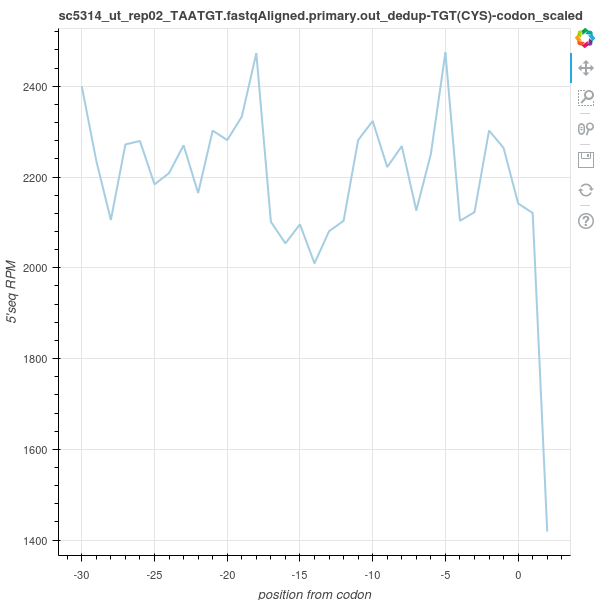 sc5314_ut_rep02_TAATGT.fastqAligned.primary.out_dedup-TGT(CYS)-codon_scaled
2400
2200
2000
1800
1600
1400
5'seq RPM
-30 -25 -20 -15 -10 -5 0
position from codon